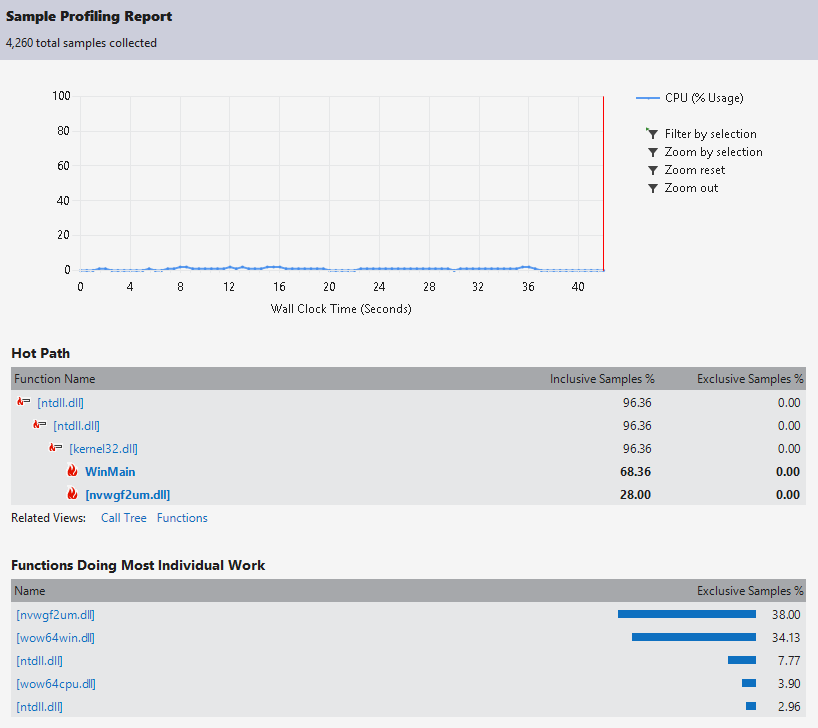 Sample Profiling Report
4,260 total samples collected
100
80
60
40
20
0
0 4 8 12 16 20 24 28 32 36 40
Wall Clock Time (Seconds)
CPU (% Usage)
Filter by selection
Zoom by selection
Zoom reset
Zoom out
Hot Path
Function Name Inclusive Samples % Exclusive Samples %
[ntdll.dll] 96.36 0.00
[ntdll.dll] 96.36 0.00
[kernel32.dll] 96.36 0.00
WinMain 68.36 0.00
[nvwgf2um.dll] 28.00 0.00
Related Views: Call Tree Functions
Functions Doing Most Individual Work
Name Exclusive Samples %
[nvwgf2um.dll] 38.00
[wow64win.dll] 34.13
[ntdll.dll] 7.77
[wow64cpu.dll] 3.90
[ntdll.dll] 2.96